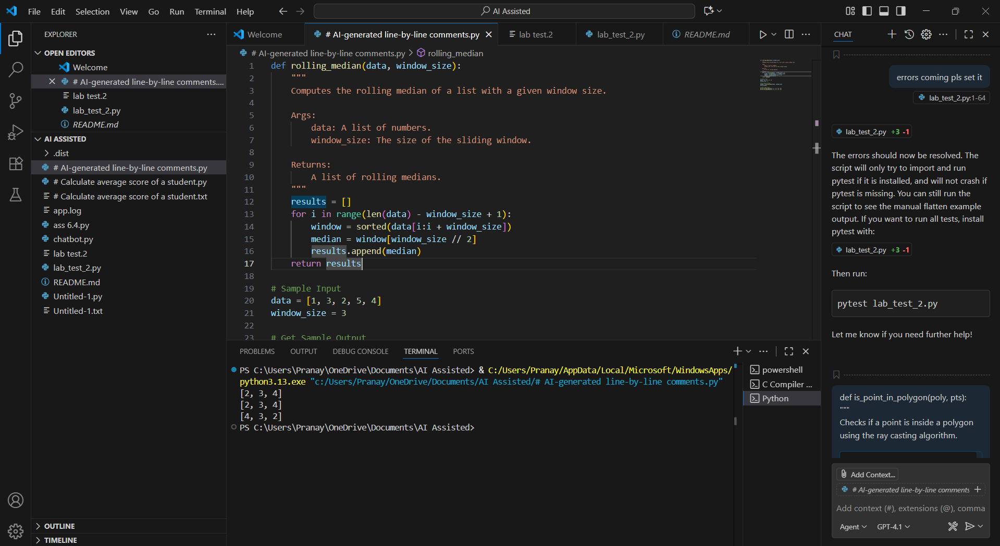 File Edit Selection View Go Run Terminal Help
AI Assisted
EXPLORER
OPEN EDITORS
Welcome
# AI-generated line-by-line comments....
lab test.2
lab_test_2.py
README.md
AI ASSISTED
.dist
# AI-generated line-by-line comments.py
# Calculate average score of a student.py
# Calculate average score of a student.txt
app.log
ass 6.4.py
chatbot.py
lab test.2
lab_test_2.py
README.md
Untitled-1.py
Untitled-1.txt
OUTLINE
TIMELINE
Welcome
# AI-generated line-by-line comments.py
lab test.2
lab_test_2.py
README.md
# AI-generated line-by-line comments.py > rolling_median
1 def rolling_median(data, window_size):
2 """
3 Computes the rolling median of a list with a given window size.
4
5 Args:
6 data: A list of numbers.
7 window_size: The size of the sliding window.
8
9 Returns:
10 A list of rolling medians.
11 """
12 results = []
13 for i in range(len(data) - window_size + 1):
14 window = sorted(data[i:i + window_size])
15 median = window[window_size // 2]
16 results.append(median)
17 return results
18
19 # Sample Input
20 data = [1, 3, 2, 5, 4]
21 window_size = 3
22
23 # Get Sample Output
PROBLEMS OUTPUT DEBUG CONSOLE TERMINAL PORTS
PS C:\Users\Pranay\OneDrive\Documents\AI Assisted> & C:/Users/Pranay/AppData/Local/Microsoft/WindowsApps/
python3.13.exe "c:/Users/Pranay/OneDrive/Documents/AI Assisted/# AI-generated line-by-line comments.py"
[2, 3, 4]
[2, 3, 4]
[4, 3, 2]
PS C:\Users\Pranay\OneDrive\Documents\AI Assisted>
powershell
C Compiler ...
Python
CHAT
errors coming pls set it
lab_test_2.py:1-64
lab_test_2.py +3 -1
The errors should now be resolved. The
script will only try to import and run
pytest if it is installed, and will not crash if
pytest is missing. You can still run the
script to see the manual flatten example
output. If you want to run all tests, install
pytest with:
lab_test_2.py +3 -1
Then run:
pytest lab_test_2.py
Let me know if you need further help!
def is_point_in_polygon(poly, pts):
"""
Checks if a point is inside a polygon
using the ray casting algorithm.
Add Context...
# AI-generated line-by-line comments
Add context (#), extensions (@), comma
Agent GPT-4.1